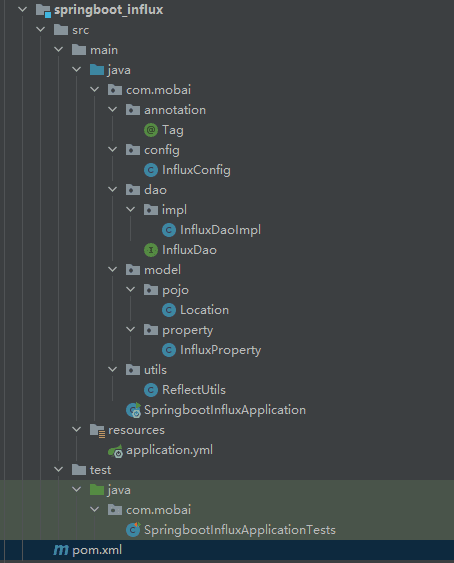 springboot_influx
src
main
java
com.mobai
annotation
@ Tag
config
C InfluxConfig
dao
impl
C InfluxDaoImpl
I InfluxDao
model
pojo
C Location
property
C InfluxProperty
utils
C ReflectUtils
SpringbootInfluxApplication
resources
application.yml
test
java
com.mobai
C SpringbootInfluxApplicationTests
m pom.xml